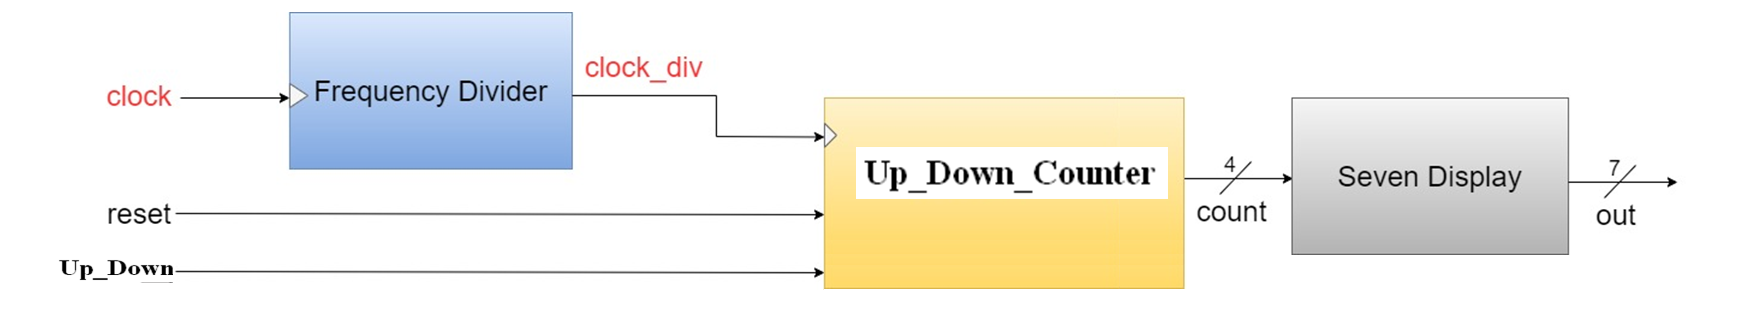 clock
Frequency Divider
clock_div
Up_Down_Counter
4
count
Seven Display
7
out
reset
Up_Down